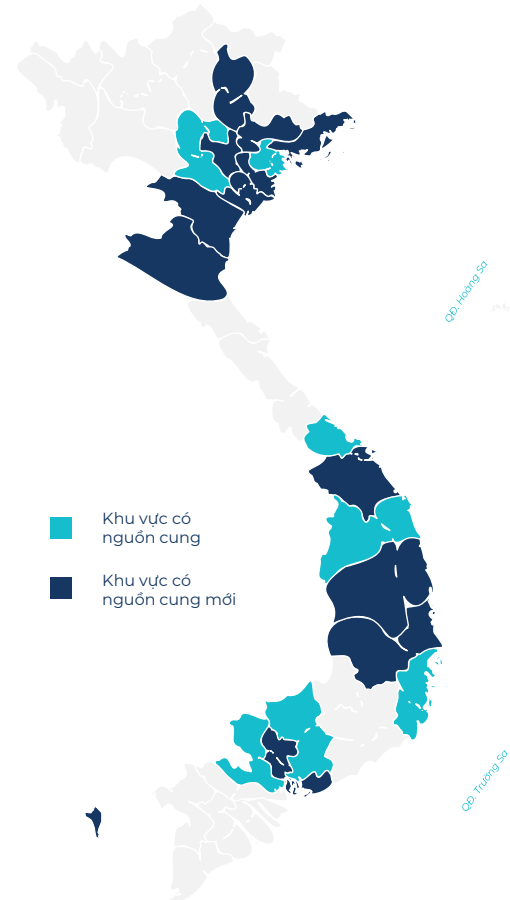 QĐ. Hoàng Sa
Khu vực có
nguồn cung
Khu vực có
nguồn cung mới
QĐ. Trường Sa